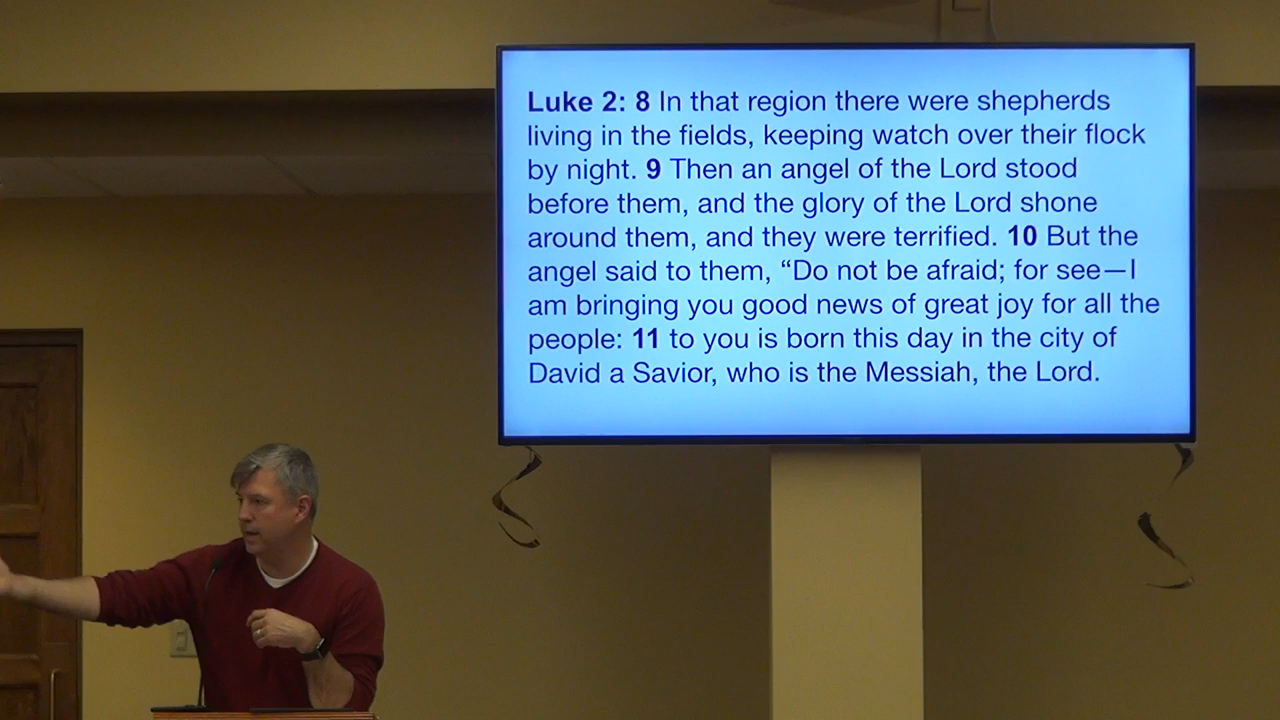 Luke 2: 8 In that region there were shepherds
living in the fields, keeping watch over their flock
by night. 9 Then an angel of the Lord stood
before them, and the glory of the Lord shone
around them, and they were terrified. 10 But the
angel said to them, “Do not be afraid; for see—I
am bringing you good news of great joy for all the
people: 11 to you is born this day in the city of
David a Savior, who is the Messiah, the Lord.